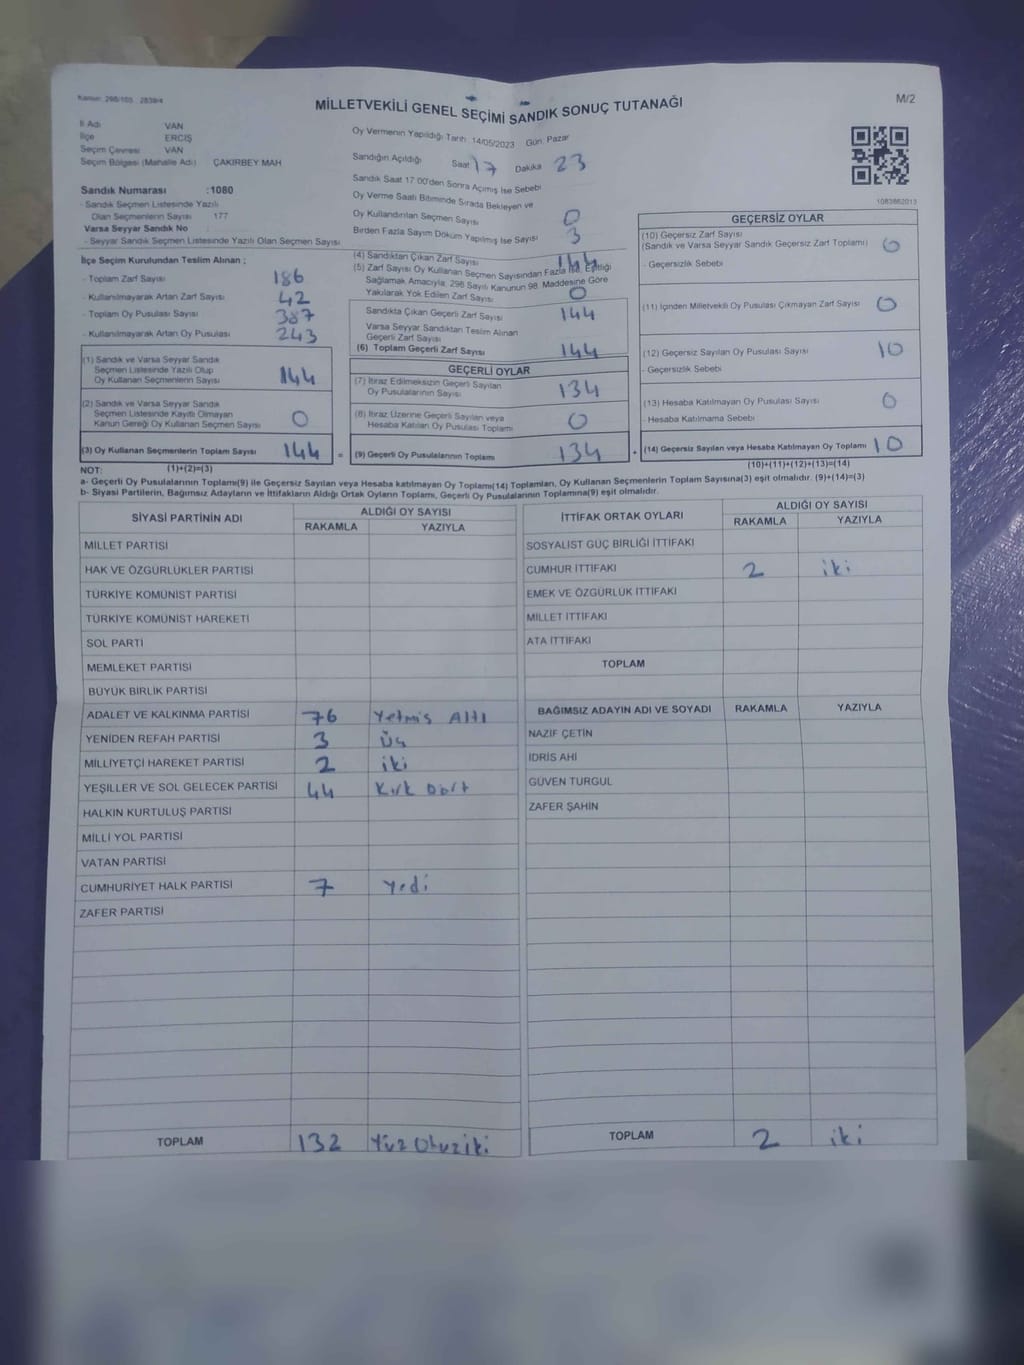 Kanun: 298/105 2839/4
MİLLETVEKİLİ GENEL SEÇİMİ SANDIK SONUÇ TUTANAĞI
M/2
İl Adı VAN
İlçe ERCİŞ
Seçim Çevresi VAN
Seçim Bölgesi (Mahalle Adı) ÇAKIRBEY MAH
Sandık Numarası :1080
- Sandık Seçmen Listesinde Yazılı
Olan Seçmenlerin Sayısı 177
Varsa Seyyar Sandık No
- Seyyar Sandık Seçmen Listesinde Yazılı Olan Seçmen Sayısı
Oy Vermenin Yapıldığı Tarih 14/05/2023 Gün. Pazar
Sandığın Açıldığı Saat 17 Dakika 23
Sandık Saat 17:00'den Sonra Açımış İse Sebebi
Oy Verme Saati Bitiminde Sırada Bekleyen ve
Oy Kullandırılan Seçmen Sayısı 0
Birden Fazla Sayım Döküm Yapılmış İse Sayısı 3
1083862013
İlçe Seçim Kurulundan Teslim Alınan ;
- Toplam Zarf Sayısı 186
- Kullanılmayarak Artan Zarf Sayısı 42
- Toplam Oy Pusulası Sayısı 387
- Kullanılmayarak Artan Oy Pusulası 243
(1) Sandık ve Varsa Seyyar Sandık
Seçmen Listesinde Yazılı Olup
Oy Kullanan Seçmenlerin Sayısı 144
(2) Sandık ve Varsa Seyyar Sandık
Seçmen Listesinde Kayıtlı Olmayan
Kanun Gereği Oy Kullanan Seçmen Sayısı 0
(3) Oy Kullanan Seçmenlerin Toplam Sayısı 144 =
(4) Sandıktan Çıkan Zarf Sayısı 144
(5) Zarf Sayısı Oy Kullanan Seçmen Sayısından Fazla İse, Eşitliği
Sağlamak Amacıyla, 298 Sayılı Kanunun 98. Maddesine Göre
Yakılarak Yok Edilen Zarf Sayısı 0
Sandıkta Çıkan Geçerli Zarf Sayısı 144
Varsa Seyyar Sandıktan Teslim Alınan
Geçerli Zarf Sayısı
(6) Toplam Geçerli Zarf Sayısı 144
GEÇERLİ OYLAR
(7) İtiraz Edilmeksizin Geçerli Sayılan
Oy Pusulalarının Sayısı 134
(8) İtiraz Üzerine Geçerli Sayılan veya
Hesaba Katılan Oy Pusulası Toplamı 0
(9) Geçerli Oy Pusulalarının Toplamı 134 +
GEÇERSİZ OYLAR
(10) Geçersiz Zarf Sayısı
(Sandık ve Varsa Seyyar Sandık Geçersiz Zarf Toplamı) 0
- Geçersizlik Sebebi
(11) İçinden Milletvekili Oy Pusulası Çıkmayan Zarf Sayısı 0
(12) Geçersiz Sayılan Oy Pusulası Sayısı 10
- Geçersizlik Sebebi
(13) Hesaba Katılmayan Oy Pusulası Sayısı 0
- Hesaba Katılmama Sebebi
(14) Geçersiz Sayılan veya Hesaba Katılmayan Oy Toplamı 10
NOT: (1)+(2)=(3)
(10)+(11)+(12)+(13)=(14)
a- Geçerli Oy Pusulalarının Toplamı(9) ile Geçersiz Sayılan veya Hesaba katılmayan Oy Toplamı(14) Toplamları, Oy Kullanan Seçmenlerin Toplam Sayısına(3) eşit olmalıdır. (9)+(14)=(3)
b- Siyasi Partilerin, Bağımsız Adayların ve İttifakların Aldığı Ortak Oyların Toplamı, Geçerli Oy Pusulalarının Toplamına(9) eşit olmalıdır.
SİYASİ PARTİNİN ADI ALDIĞI OY SAYISI
RAKAMLA YAZIYLA
MİLLET PARTİSİ
HAK VE ÖZGÜRLÜKLER PARTİSİ
TÜRKİYE KOMÜNİST PARTİSİ
TÜRKİYE KOMÜNİST HAREKETİ
SOL PARTİ
MEMLEKET PARTİSİ
BÜYÜK BİRLİK PARTİSİ
ADALET VE KALKINMA PARTİSİ 76 Yetmiş Altı
YENİDEN REFAH PARTİSİ 3 Üç
MİLLİYETÇİ HAREKET PARTİSİ 2 iki
YEŞİLLER VE SOL GELECEK PARTİSİ 44 Kırk Dört
HALKIN KURTULUŞ PARTİSİ
MİLLİ YOL PARTİSİ
VATAN PARTİSİ
CUMHURİYET HALK PARTİSİ 7 Yedi
ZAFER PARTİSİ
TOPLAM 132 Yüz Otuz iki
İTTİFAK ORTAK OYLARI ALDIĞI OY SAYISI
RAKAMLA YAZIYLA
SOSYALİST GÜÇ BİRLİĞİ İTTİFAKI
CUMHUR İTTİFAKI 2 iki
EMEK VE ÖZGÜRLÜK İTTİFAKI
MİLLET İTTİFAKI
ATA İTTİFAKI
TOPLAM
BAĞIMSIZ ADAYIN ADI VE SOYADI RAKAMLA YAZIYLA
NAZİF ÇETİN
İDRİS AHİ
GÜVEN TURGUL
ZAFER ŞAHİN
TOPLAM 2 iki